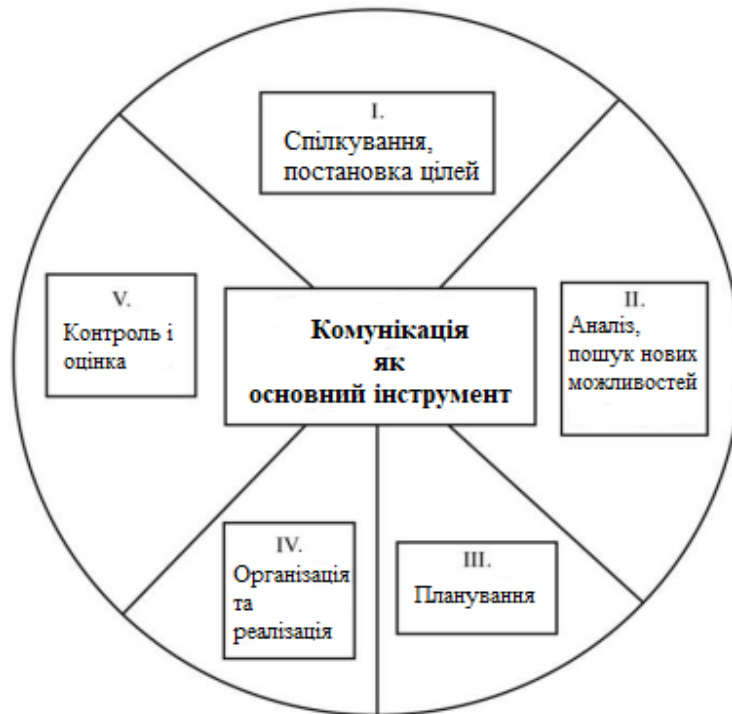 I.
Спілкування,
постановка цілей
II.
Аналіз,
пошук нових
можливостей
III.
Планування
IV.
Організація
та
реалізація
V.
Контроль і
оцінка
Комунікація
як
основний інструмент